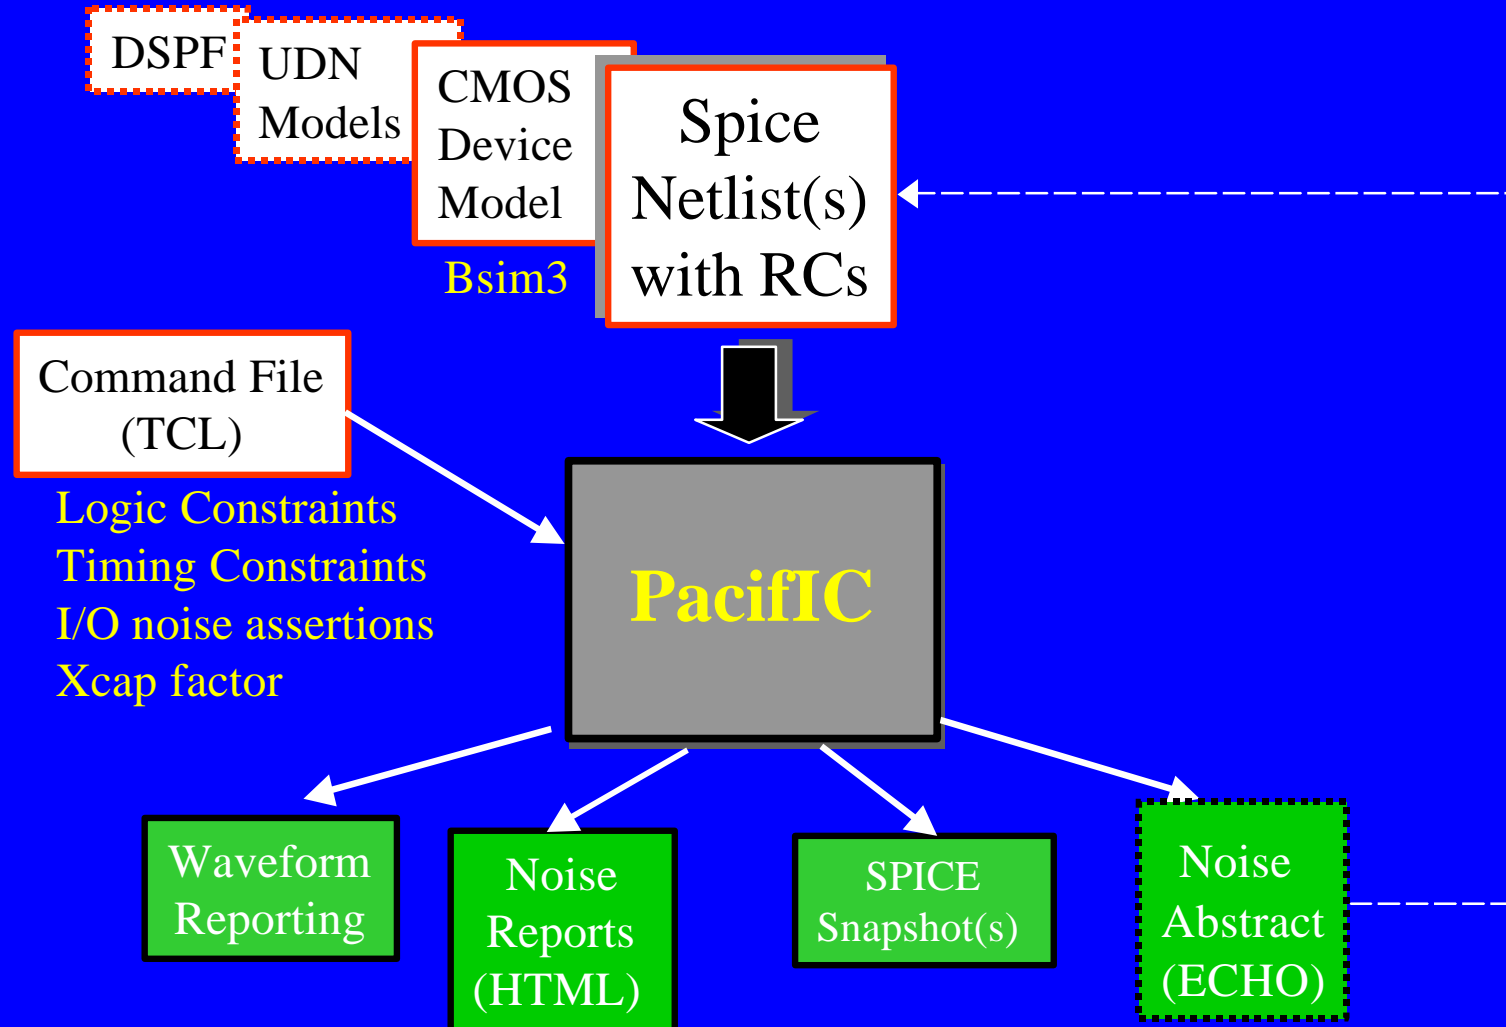 DSPF
UDN
Models
CMOS
Device
Model
Bsim3
Spice
Netlist(s)
with RCs
Command File
(TCL)
Logic Constraints
Timing Constraints
I/O noise assertions
Xcap factor
PacifIC
Waveform
Reporting
Noise
Reports
(HTML)
SPICE
Snapshot(s)
Noise
Abstract
(ECHO)